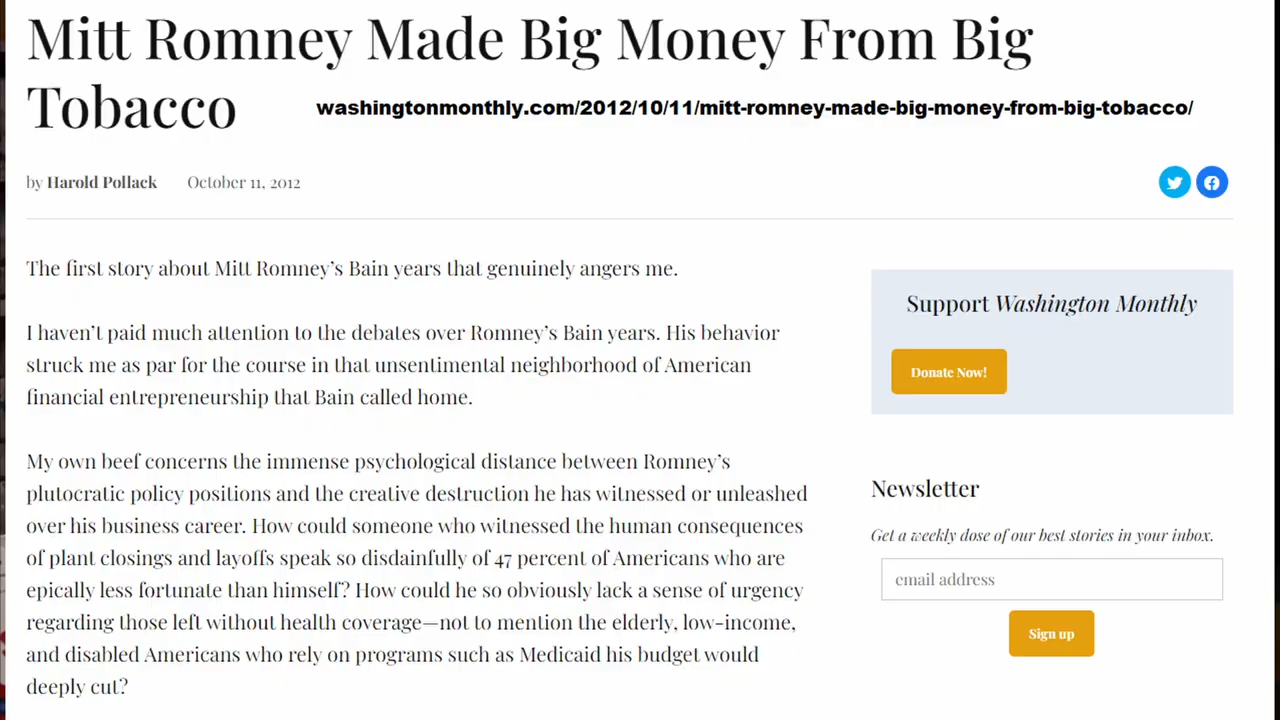 Mitt Romney Made Big Money From Big
Tobacco
washingtonmonthly.com/2012/10/11/mitt-romney-made-big-money-from-big-tobacco/
by Harold Pollack October 11, 2012
The first story about Mitt Romney’s Bain years that genuinely angers me.
I haven’t paid much attention to the debates over Romney’s Bain years. His behavior
struck me as par for the course in that unsentimental neighborhood of American
financial entrepreneurship that Bain called home.
My own beef concerns the immense psychological distance between Romney’s
plutocratic policy positions and the creative destruction he has witnessed or unleashed
over his business career. How could someone who witnessed the human consequences
of plant closings and layoffs speak so disdainfully of 47 percent of Americans who are
epically less fortunate than himself? How could he so obviously lack a sense of urgency
regarding those left without health coverage—not to mention the elderly, low-income,
and disabled Americans who rely on programs such as Medicaid his budget would
deeply cut?
Support Washington Monthly
Donate Now!
Newsletter
Get a weekly dose of our best stories in your inbox.
email address
Sign up